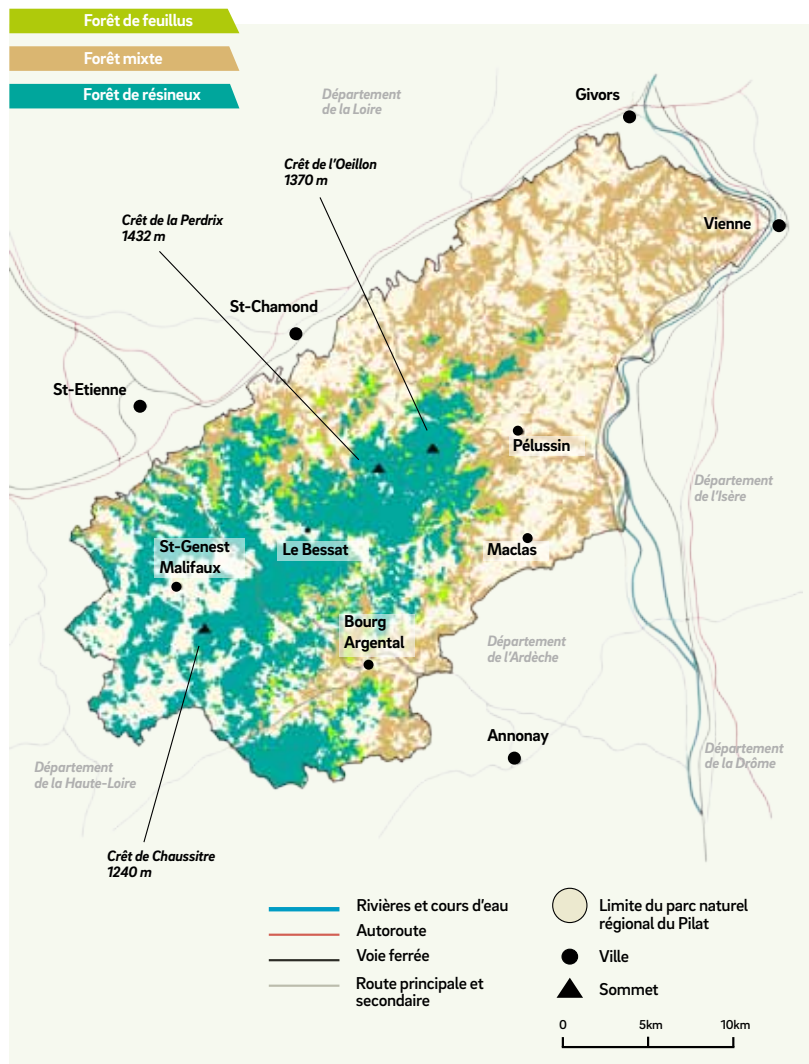 Forêt de feuillus
Forêt mixte
Forêt de résineux
Département
de la Loire
Givors
Crêt de l'Oeillon
1370 m
Crêt de la Perdrix
1432 m
Vienne
St-Chamond
St-Etienne
Pélussin
Département
de l'Isère
St-Genest
Malifaux
Le Bessat
Maclas
Bourg
Argental
Département
de l'Ardèche
Annonay
Département
de la Haute-Loire
Département
de la Drôme
Crêt de Chaussitre
1240 m
Rivières et cours d'eau
Autoroute
Voie ferrée
Route principale et
secondaire
Limite du parc naturel
régional du Pilat
Ville
Sommet
0 5km 10km